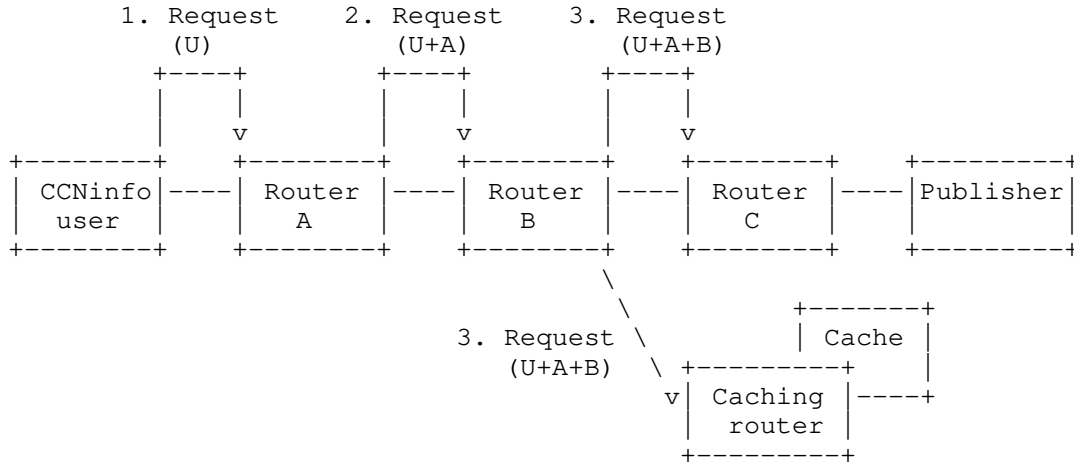 1. Request 2. Request 3. Request
(U) (U+A) (U+A+B)
v v v
CCNinfo Router Router Router Publisher
user A B C
3. Request Cache
(U+A+B)
v Caching
router